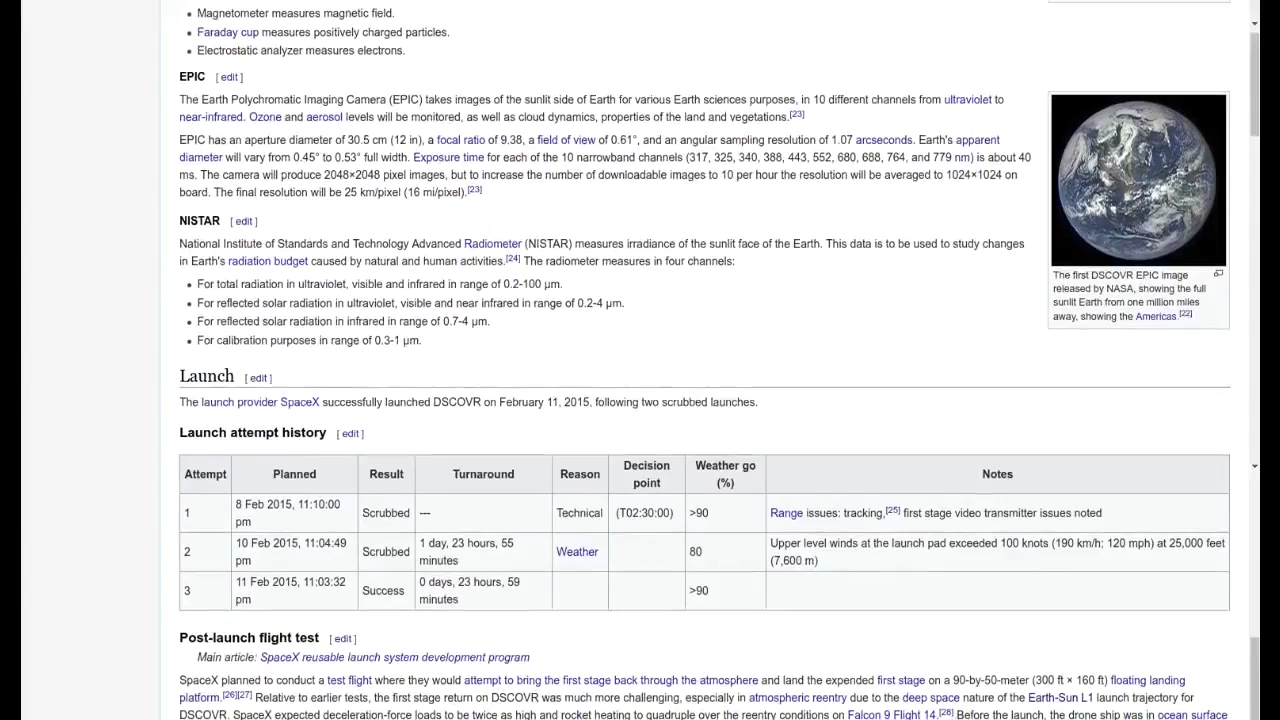 Magnetometer measures magnetic field.
Faraday cup measures positively charged particles.
Electrostatic analyzer measures electrons.
EPIC [ edit ]
The Earth Polychromatic Imaging Camera (EPIC) takes images of the sunlit side of Earth for various Earth sciences purposes, in 10 different channels from ultraviolet to
near-infrared. Ozone and aerosol levels will be monitored, as well as cloud dynamics, properties of the land and vegetations.[23]
EPIC has an aperture diameter of 30.5 cm (12 in), a focal ratio of 9.38, a field of view of 0.61°, and an angular sampling resolution of 1.07 arcseconds. Earth's apparent
diameter will vary from 0.45° to 0.53° full width. Exposure time for each of the 10 narrowband channels (317, 325, 340, 388, 443, 552, 680, 688, 764, and 779 nm) is about 40
ms. The camera will produce 2048×2048 pixel images, but to increase the number of downloadable images to 10 per hour the resolution will be averaged to 1024×1024 on
board. The final resolution will be 25 km/pixel (16 mi/pixel).[23]
The first DSCOVR EPIC image
released by NASA, showing the full
sunlit Earth from one million miles
away, showing the Americas.[22]
NISTAR [ edit ]
National Institute of Standards and Technology Advanced Radiometer (NISTAR) measures irradiance of the sunlit face of the Earth. This data is to be used to study changes
in Earth's radiation budget caused by natural and human activities.[24] The radiometer measures in four channels:
For total radiation in ultraviolet, visible and infrared in range of 0.2-100 µm.
For reflected solar radiation in ultraviolet, visible and near infrared in range of 0.2-4 µm.
For reflected solar radiation in infrared in range of 0.7-4 µm.
For calibration purposes in range of 0.3-1 µm.
Launch [ edit ]
The launch provider SpaceX successfully launched DSCOVR on February 11, 2015, following two scrubbed launches.
Launch attempt history [ edit ]
Attempt Planned Result Turnaround Reason Decision point Weather go (%) Notes
1 8 Feb 2015, 11:10:00 pm Scrubbed --- Technical (T02:30:00) >90 Range issues: tracking,[25] first stage video transmitter issues noted
2 10 Feb 2015, 11:04:49 pm Scrubbed 1 day, 23 hours, 55 minutes Weather 80 Upper level winds at the launch pad exceeded 100 knots (190 km/h; 120 mph) at 25,000 feet (7,600 m)
3 11 Feb 2015, 11:03:32 pm Success 0 days, 23 hours, 59 minutes >90
Post-launch flight test [ edit ]
Main article: SpaceX reusable launch system development program
SpaceX planned to conduct a test flight where they would attempt to bring the first stage back through the atmosphere and land the expended first stage on a 90-by-50-meter (300 ft × 160 ft) floating landing
platform.[26][27] Relative to earlier tests, the first stage return on DSCOVR was much more challenging, especially in atmospheric reentry due to the deep space nature of the Earth-Sun L1 launch trajectory for
DSCOVR. SpaceX expected deceleration-force loads to be twice as high and rocket heating to quadruple over the reentry conditions on Falcon 9 Flight 14.[28] Before the launch, the drone ship was in ocean surface